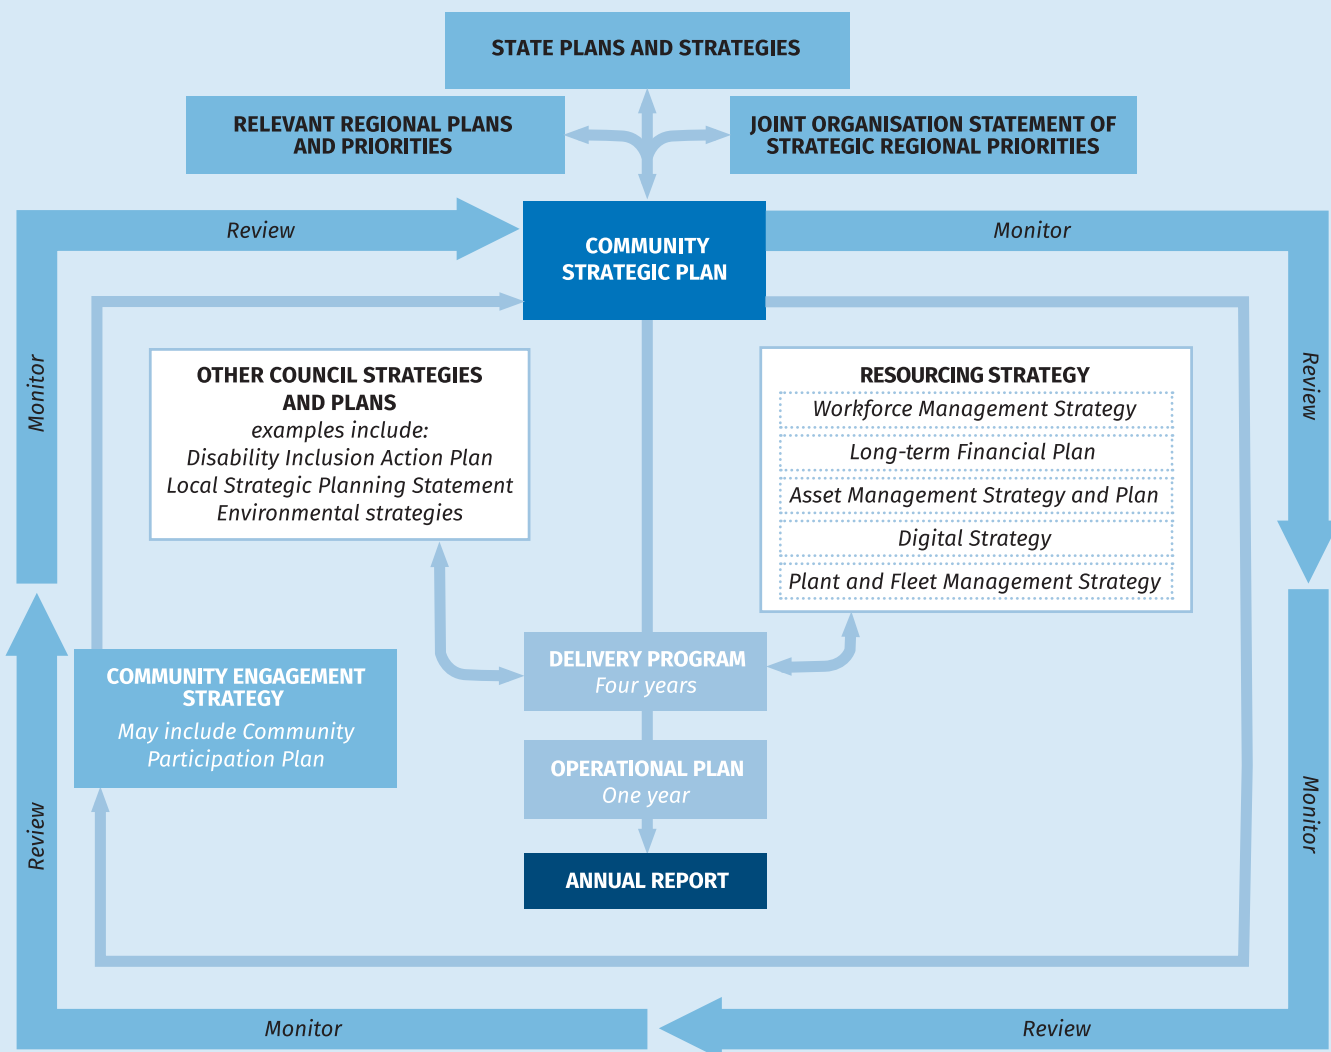 STATE PLANS AND STRATEGIES
RELEVANT REGIONAL PLANS
AND PRIORITIES
JOINT ORGANISATION STATEMENT OF
STRATEGIC REGIONAL PRIORITIES
Review
COMMUNITY
STRATEGIC PLAN
Monitor
Monitor
OTHER COUNCIL STRATEGIES
AND PLANS
examples include:
Disability Inclusion Action Plan
Local Strategic Planning Statement
Environmental strategies
RESOURCING STRATEGY
Workforce Management Strategy
Long-term Financial Plan
Asset Management Strategy and Plan
Digital Strategy
Plant and Fleet Management Strategy
Review
COMMUNITY ENGAGEMENT
STRATEGY
May include Community
Participation Plan
DELIVERY PROGRAM
Four years
OPERATIONAL PLAN
One year
ANNUAL REPORT
Review
Monitor
Monitor
Review